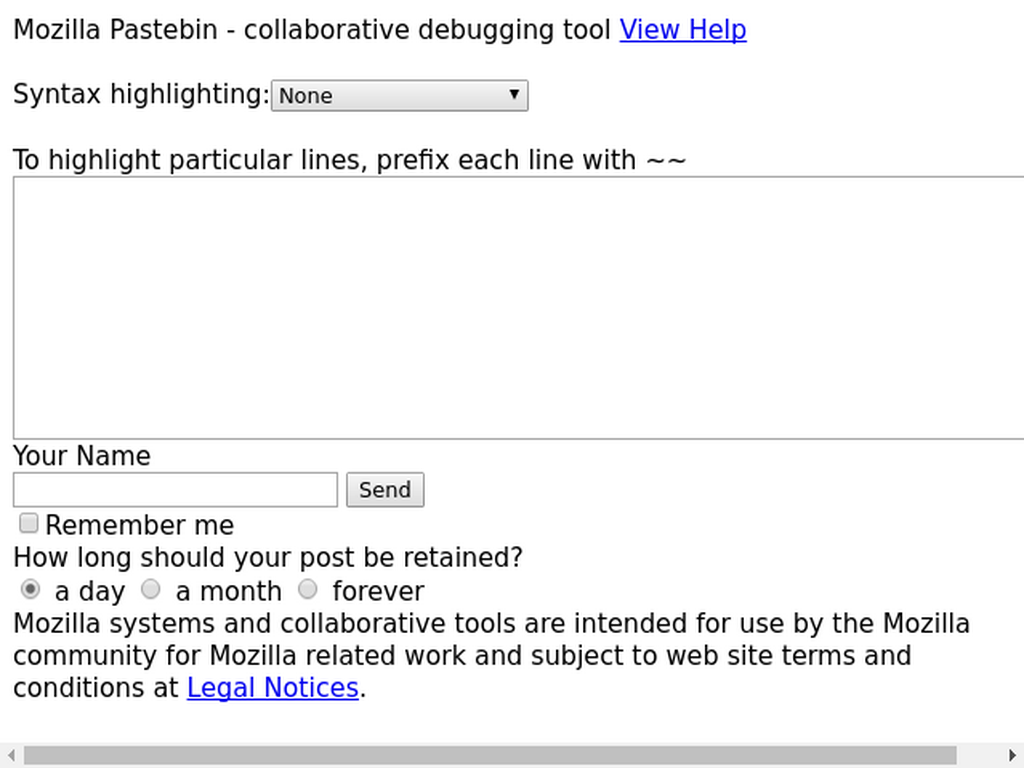 Mozilla Pastebin - collaborative debugging tool View Help
Syntax highlighting: None
To highlight particular lines, prefix each line with ~~
Your Name
Send
Remember me
How long should your post be retained?
a day a month forever
Mozilla systems and collaborative tools are intended for use by the Mozilla
community for Mozilla related work and subject to web site terms and
conditions at Legal Notices.